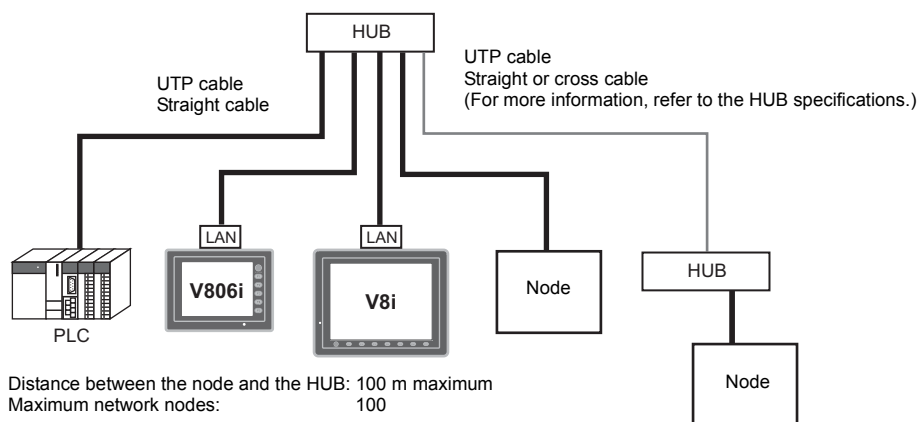 HUB
UTP cable
Straight cable
UTP cable
Straight or cross cable
(For more information, refer to the HUB specifications.)
LAN
LAN
V806i
V8i
Node
HUB
PLC
Node
Distance between the node and the HUB: 100 m maximum
Maximum network nodes: 100